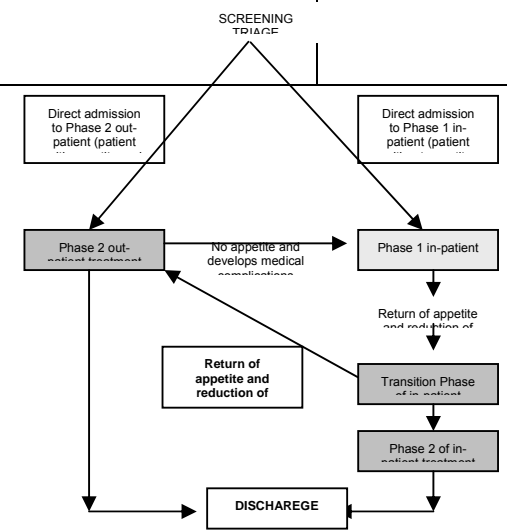 SCREENING
TRIAGE
Direct admission
to Phase 2 out-
patient (patient
Direct admission
to Phase 1 in-
patient (patient
Phase 2 out-
patient treatment
No appetite and
develops medical
complications
Phase 1 in-patient
Return of appetite
and reduction of
Return of
appetite and
reduction of
Transition Phase
of in-patient
Phase 2 of in-
patient treatment
DISCHAREGE